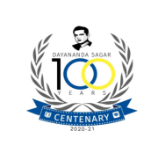 DAYANANDA SAGAR
100
YEARS
CENTENARY
2020-21